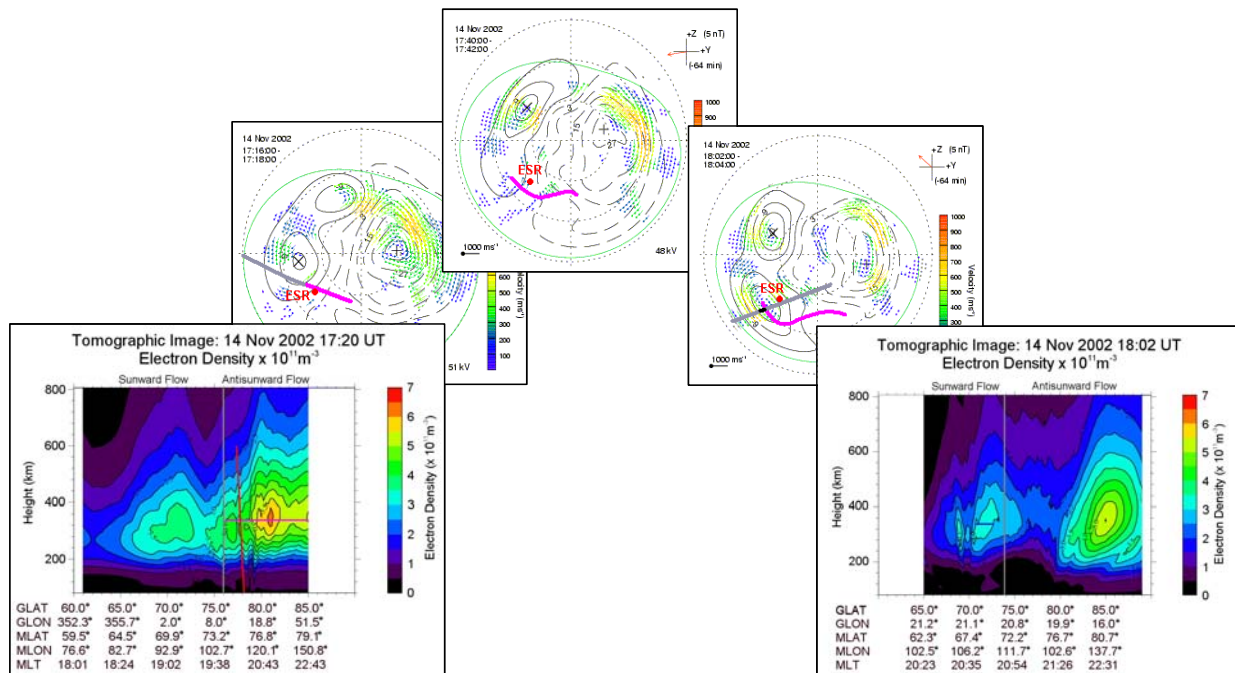 14 Nov 2002
17:40:00 -
17:42:00
+Z (5 nT)
+Y
(-64 min)
1000
900
9
3
15
27
ESR
1000 ms⁻¹
48 kV
14 Nov 2002
17:16:00 -
17:18:00
ESR
600
500
400
300
200
100
Velocity (ms⁻¹)
51 kV
14 Nov 2002
18:02:00 -
18:04:00
+Z (5 nT)
+Y
(-64 min)
ESR
1000
900
800
700
600
500
400
300
Velocity (ms⁻¹)
1000 ms⁻¹
Tomographic Image: 14 Nov 2002 17:20 UT
Electron Density x 10¹¹m⁻³
Sunward Flow Antisunward Flow
800
600
400
200
Height (km)
7
6
5
4
3
2
1
0
Electron Density (x 10¹¹m⁻³)
GLAT 60.0° 65.0° 70.0° 75.0° 80.0° 85.0°
GLON 352.3° 355.7° 2.0° 8.0° 18.8° 51.5°
MLAT 59.5° 64.5° 69.9° 73.2° 76.8° 79.1°
MLON 76.6° 82.7° 92.9° 102.7° 120.1° 150.8°
MLT 18:01 18:24 19:02 19:38 20:43 22:43
Tomographic Image: 14 Nov 2002 18:02 UT
Electron Density x 10¹¹m⁻³
Sunward Flow Antisunward Flow
800
600
400
200
Height (km)
7
6
5
4
3
2
1
0
Electron Density (x 10¹¹m⁻³)
GLAT 65.0° 70.0° 75.0° 80.0° 85.0°
GLON 21.2° 21.1° 20.8° 19.9° 16.0°
MLAT 62.3° 67.4° 72.2° 76.7° 80.7°
MLON 102.5° 106.2° 111.7° 102.6° 137.7°
MLT 20:23 20:35 20:54 21:26 22:31